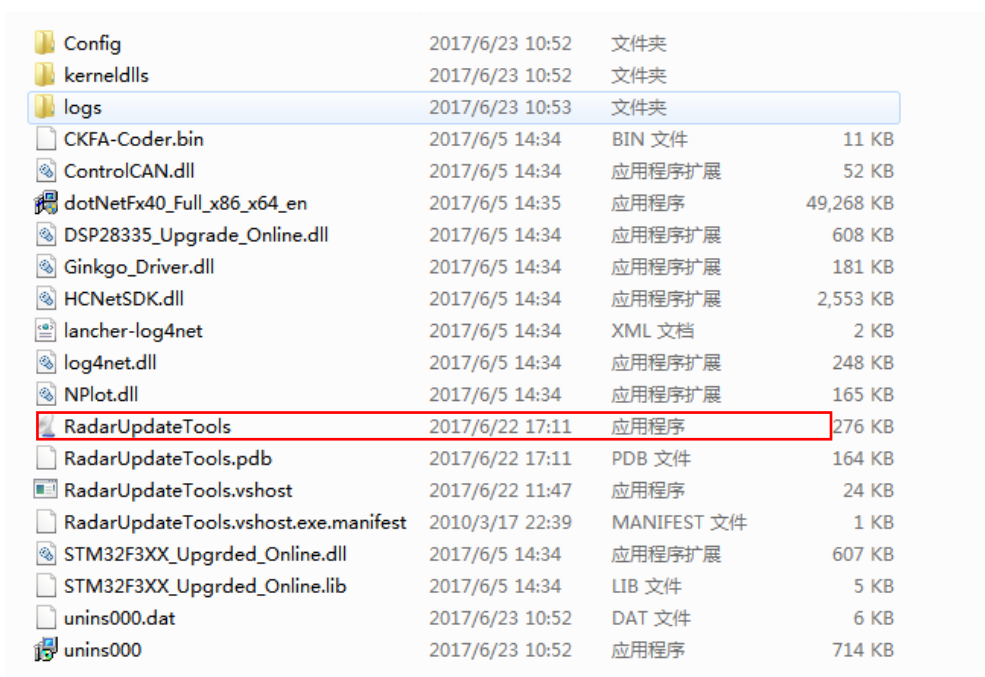 Config 2017/6/23 10:52 文件夹
kerneldlls 2017/6/23 10:52 文件夹
logs 2017/6/23 10:53 文件夹
CKFA-Coder.bin 2017/6/5 14:34 BIN 文件 11 KB
ControlCAN.dll 2017/6/5 14:34 应用程序扩展 52 KB
dotNetFx40_Full_x86_x64_en 2017/6/5 14:35 应用程序 49,268 KB
DSP28335_Upgrade_Online.dll 2017/6/5 14:34 应用程序扩展 608 KB
Ginkgo_Driver.dll 2017/6/5 14:34 应用程序扩展 181 KB
HCNetSDK.dll 2017/6/5 14:34 应用程序扩展 2,553 KB
lancher-log4net 2017/6/5 14:34 XML 文档 2 KB
log4net.dll 2017/6/5 14:34 应用程序扩展 248 KB
NPlot.dll 2017/6/5 14:34 应用程序扩展 165 KB
RadarUpdateTools 2017/6/22 17:11 应用程序 276 KB
RadarUpdateTools.pdb 2017/6/22 17:11 PDB 文件 164 KB
RadarUpdateTools.vshost 2017/6/22 11:47 应用程序 24 KB
RadarUpdateTools.vshost.exe.manifest 2010/3/17 22:39 MANIFEST 文件 1 KB
STM32F3XX_Upgrded_Online.dll 2017/6/5 14:34 应用程序扩展 607 KB
STM32F3XX_Upgrded_Online.lib 2017/6/5 14:34 LIB 文件 5 KB
unins000.dat 2017/6/23 10:52 DAT 文件 6 KB
unins000 2017/6/23 10:52 应用程序 714 KB